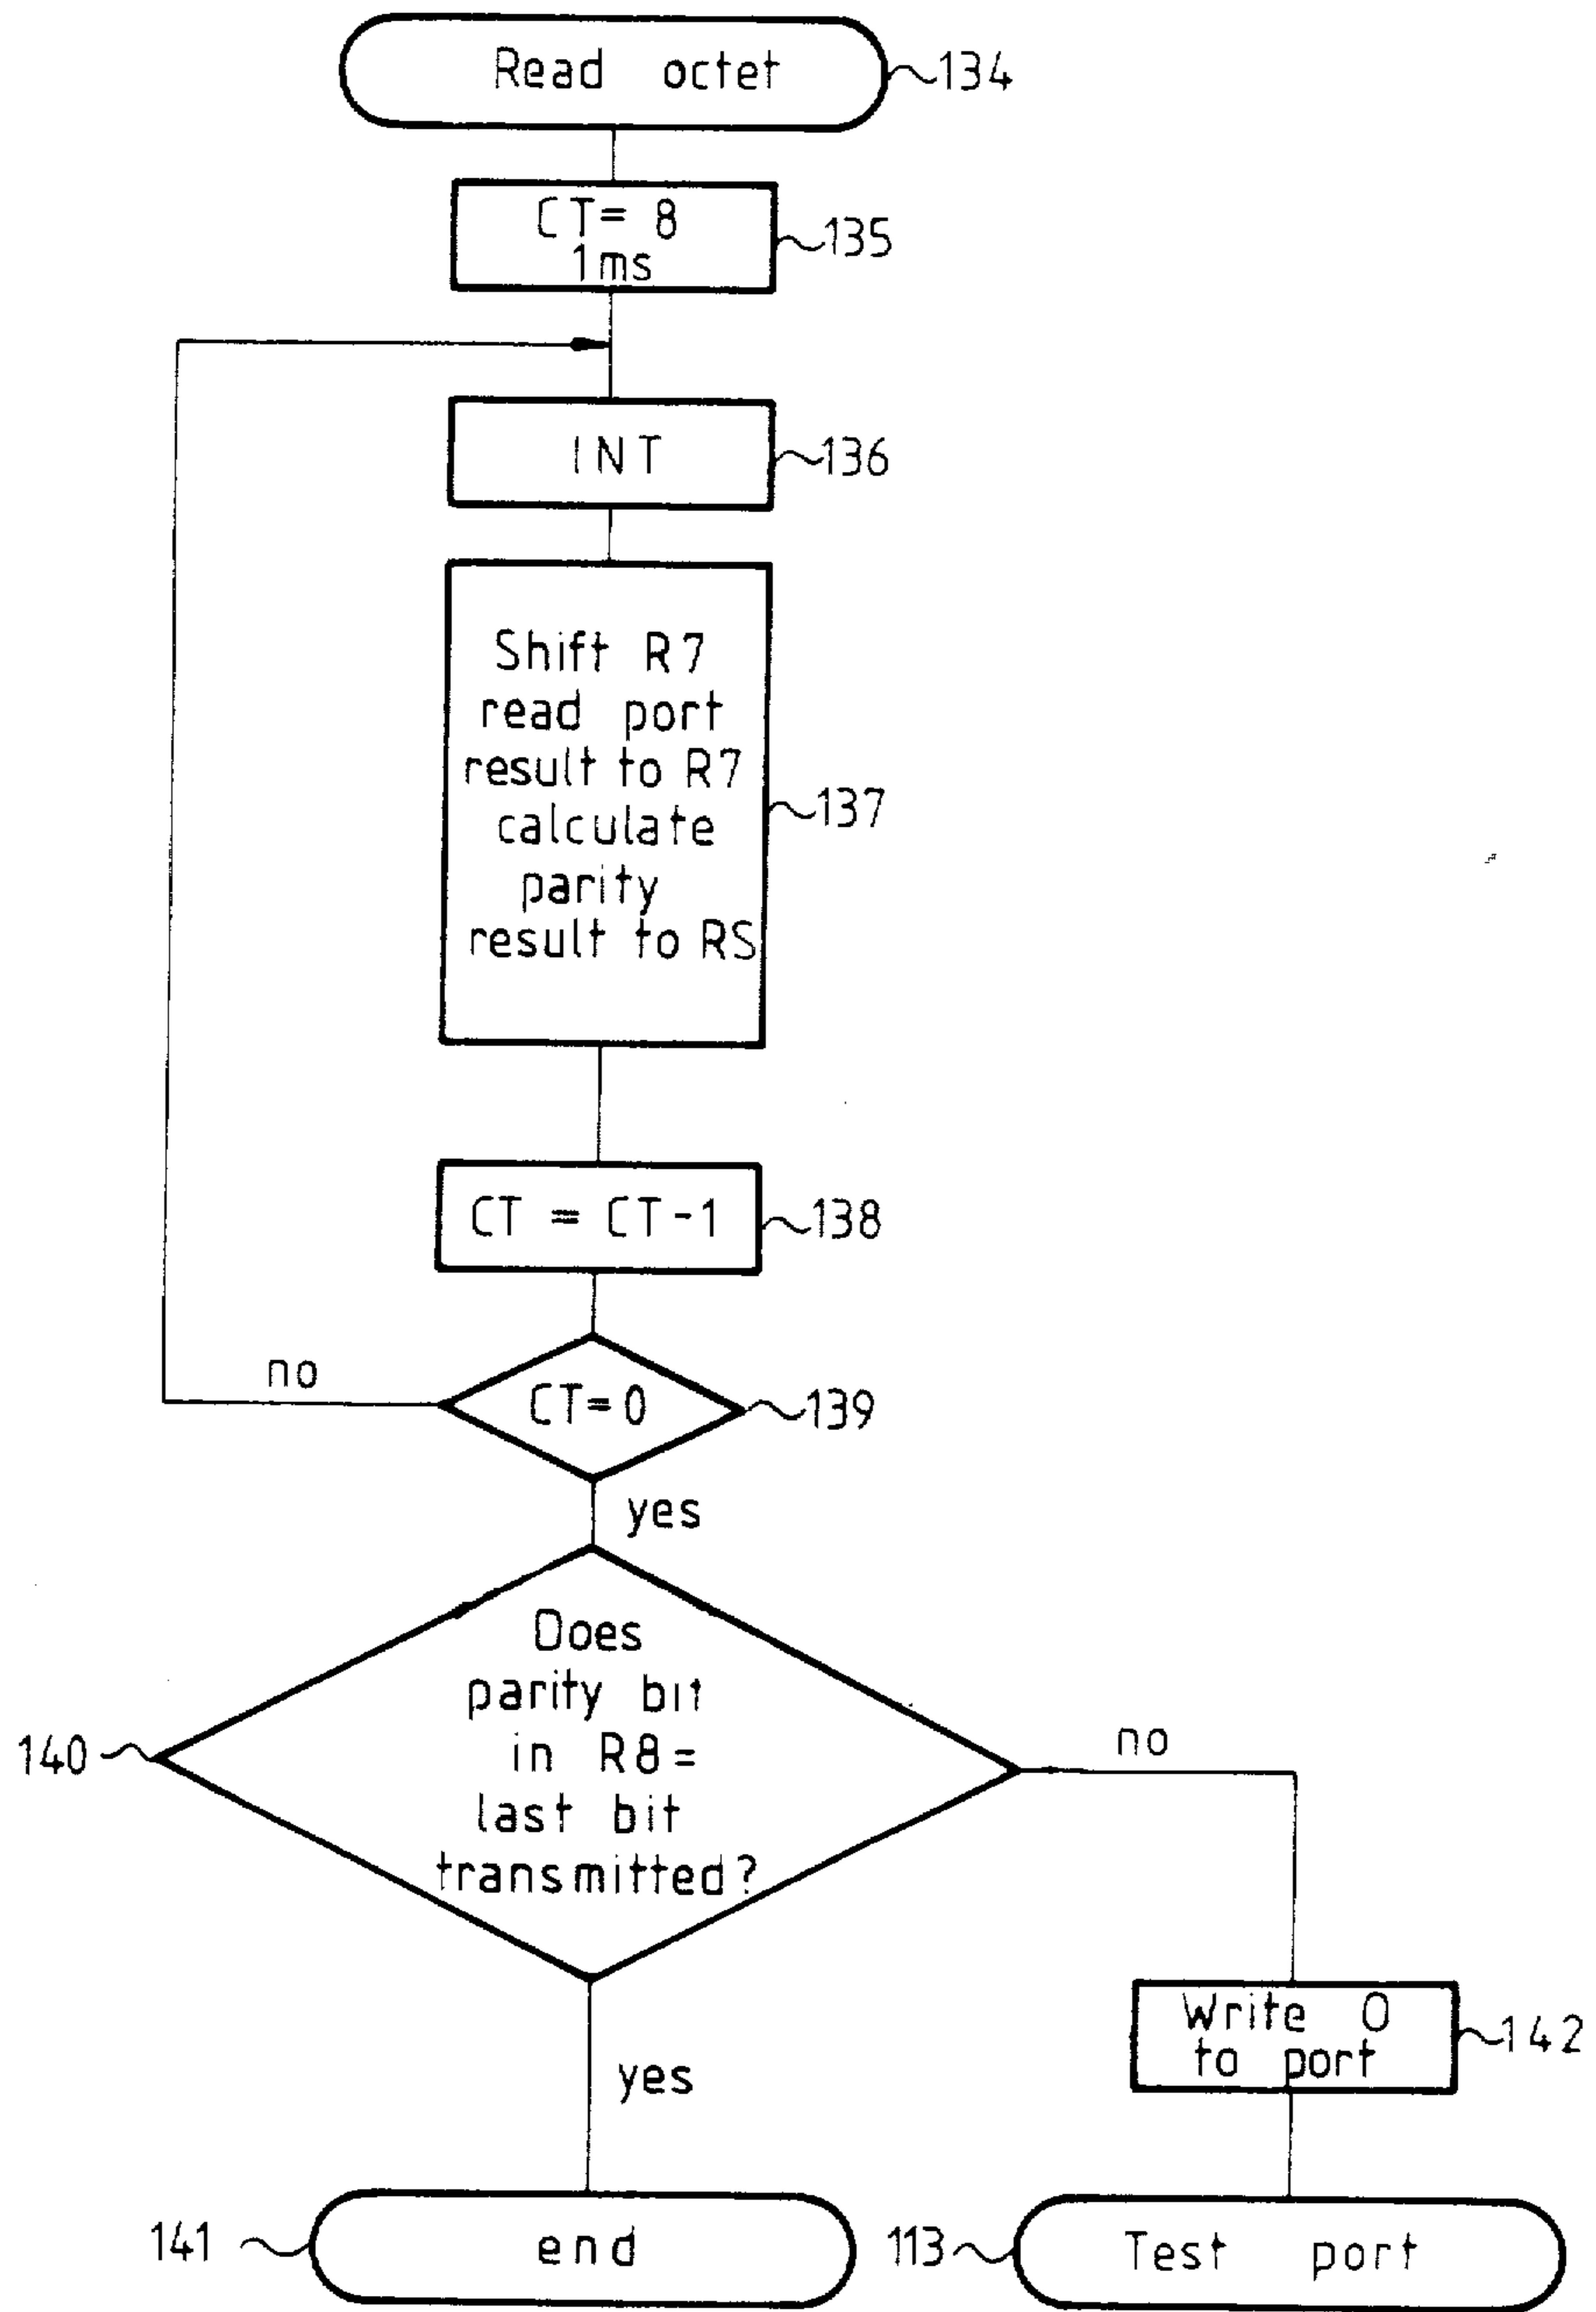 Read octet
134
CT= 8
1ms
135
INT
136
Shift R7
read port
result to R7
calculate
parity
result to RS
137
CT = CT-1
138
no
CT=0
139
yes
Does
parity bit
in R8=
last bit
transmitted?
140
no
yes
Write 0
to port
142
141
end
113
Test port